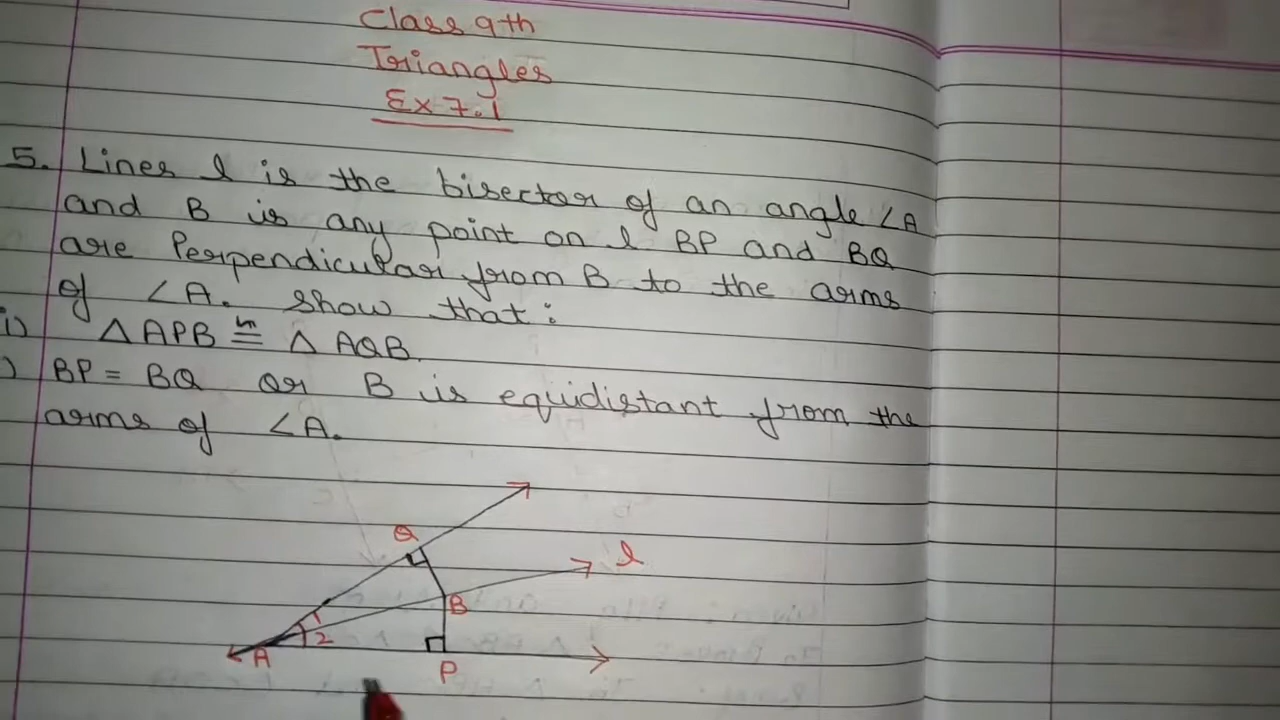 Class 9th
Triangles
Ex 7.1
5. Lines l is the bisector of an angle ∠A
and B is any point on l BP and BQ
are Perpendicular from B to the arms
of ∠A. show that:
i) △APB ≅ △AQB.
) BP = BQ or B is equidistant from the
arms of ∠A.
Q
l
B
1
2
A
P